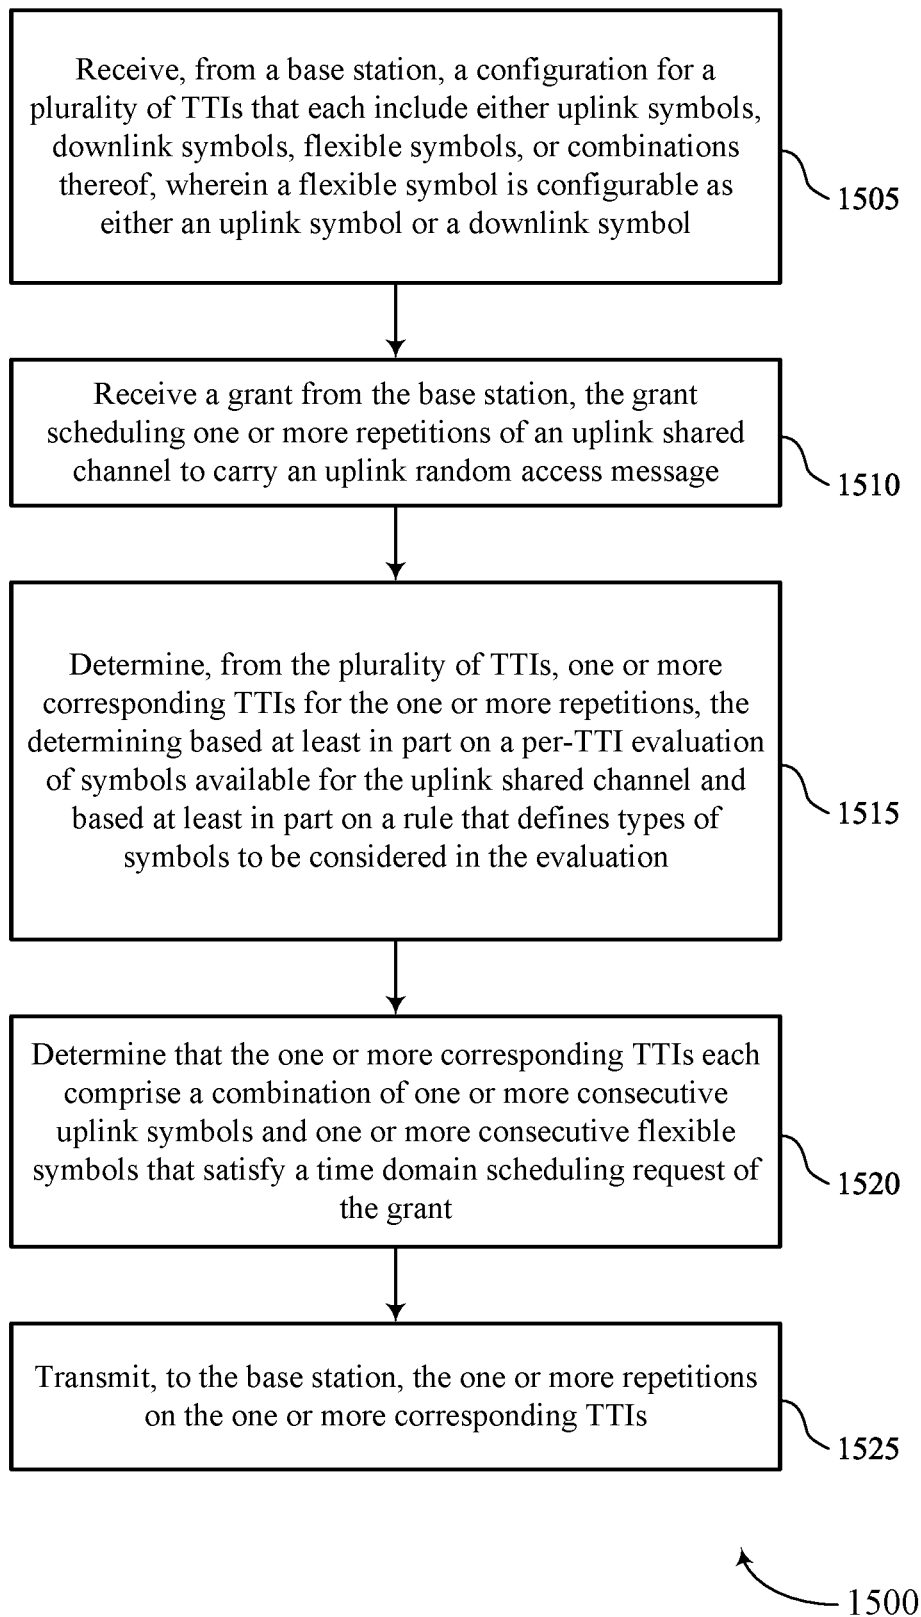 Receive, from a base station, a configuration for a
plurality of TTIs that each include either uplink symbols,
downlink symbols, flexible symbols, or combinations
thereof, wherein a flexible symbol is configurable as
either an uplink symbol or a downlink symbol
1505
Receive a grant from the base station, the grant
scheduling one or more repetitions of an uplink shared
channel to carry an uplink random access message
1510
Determine, from the plurality of TTIs, one or more
corresponding TTIs for the one or more repetitions, the
determining based at least in part on a per-TTI evaluation
of symbols available for the uplink shared channel and
based at least in part on a rule that defines types of
symbols to be considered in the evaluation
1515
Determine that the one or more corresponding TTIs each
comprise a combination of one or more consecutive
uplink symbols and one or more consecutive flexible
symbols that satisfy a time domain scheduling request of
the grant
1520
Transmit, to the base station, the one or more repetitions
on the one or more corresponding TTIs
1525
1500